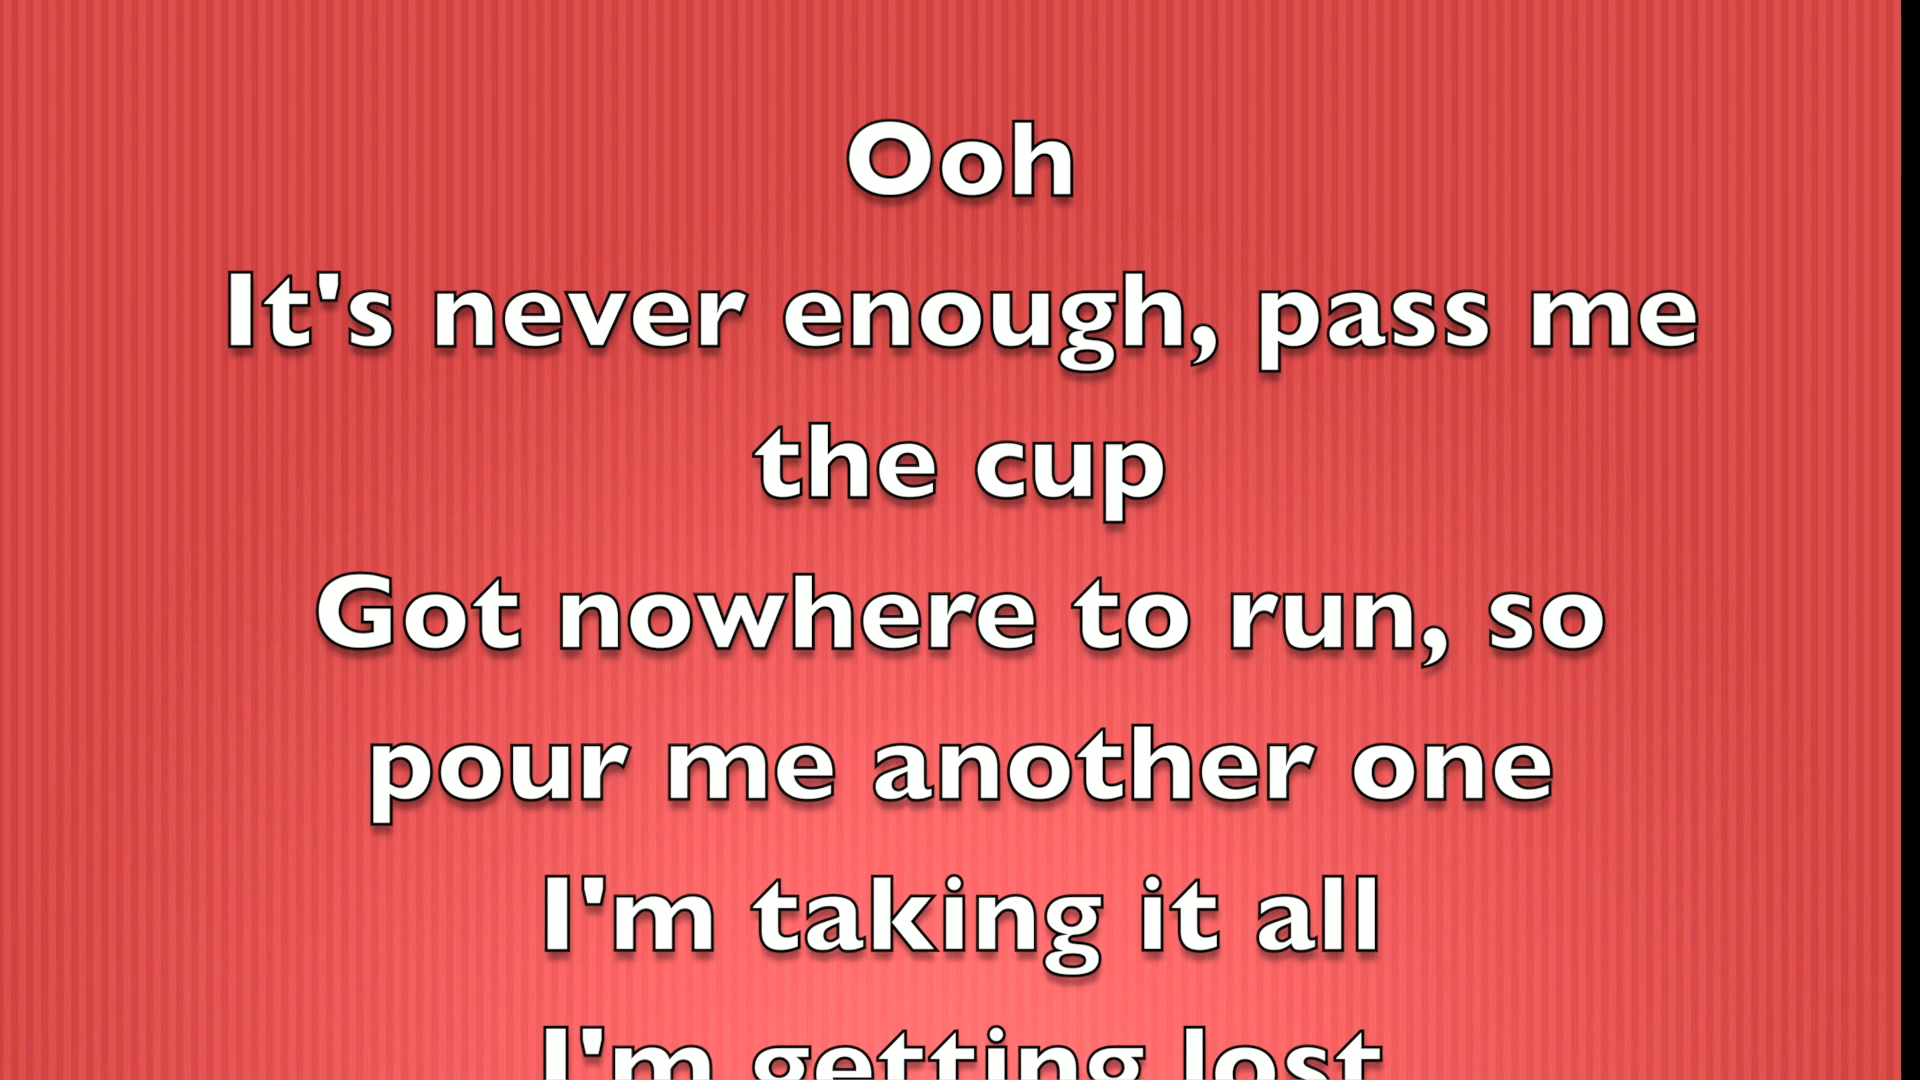 Ooh
It's never enough, pass me
the cup
Got nowhere to run, so
pour me another one
I'm taking it all
I'm getting lost